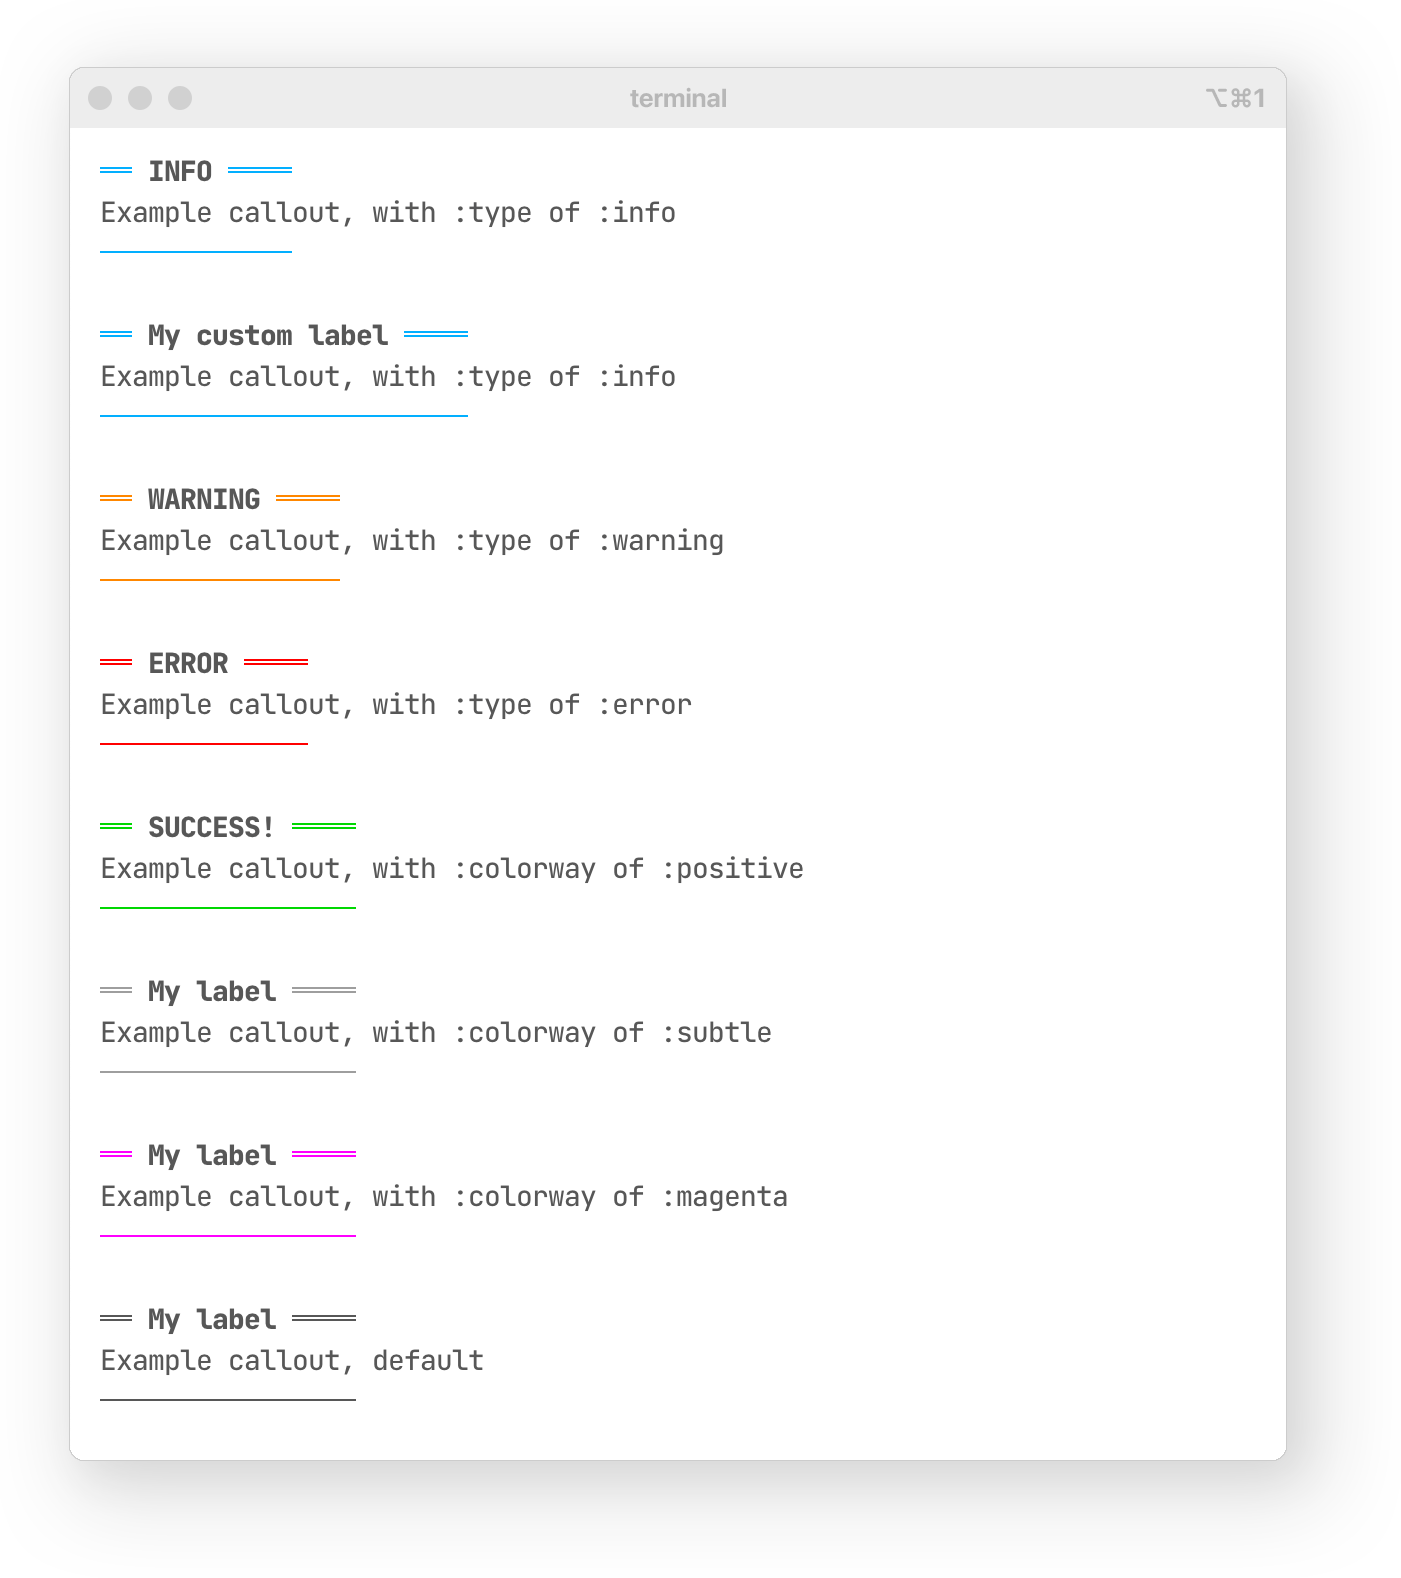 terminal
⌥⌘1
══ INFO ════
Example callout, with :type of :info
────────────
══ My custom label ════
Example callout, with :type of :info
───────────────────────
══ WARNING ════
Example callout, with :type of :warning
───────────────
══ ERROR ════
Example callout, with :type of :error
─────────────
══ SUCCESS! ════
Example callout, with :colorway of :positive
────────────────
══ My label ════
Example callout, with :colorway of :subtle
────────────────
══ My label ════
Example callout, with :colorway of :magenta
────────────────
══ My label ════
Example callout, default
────────────────